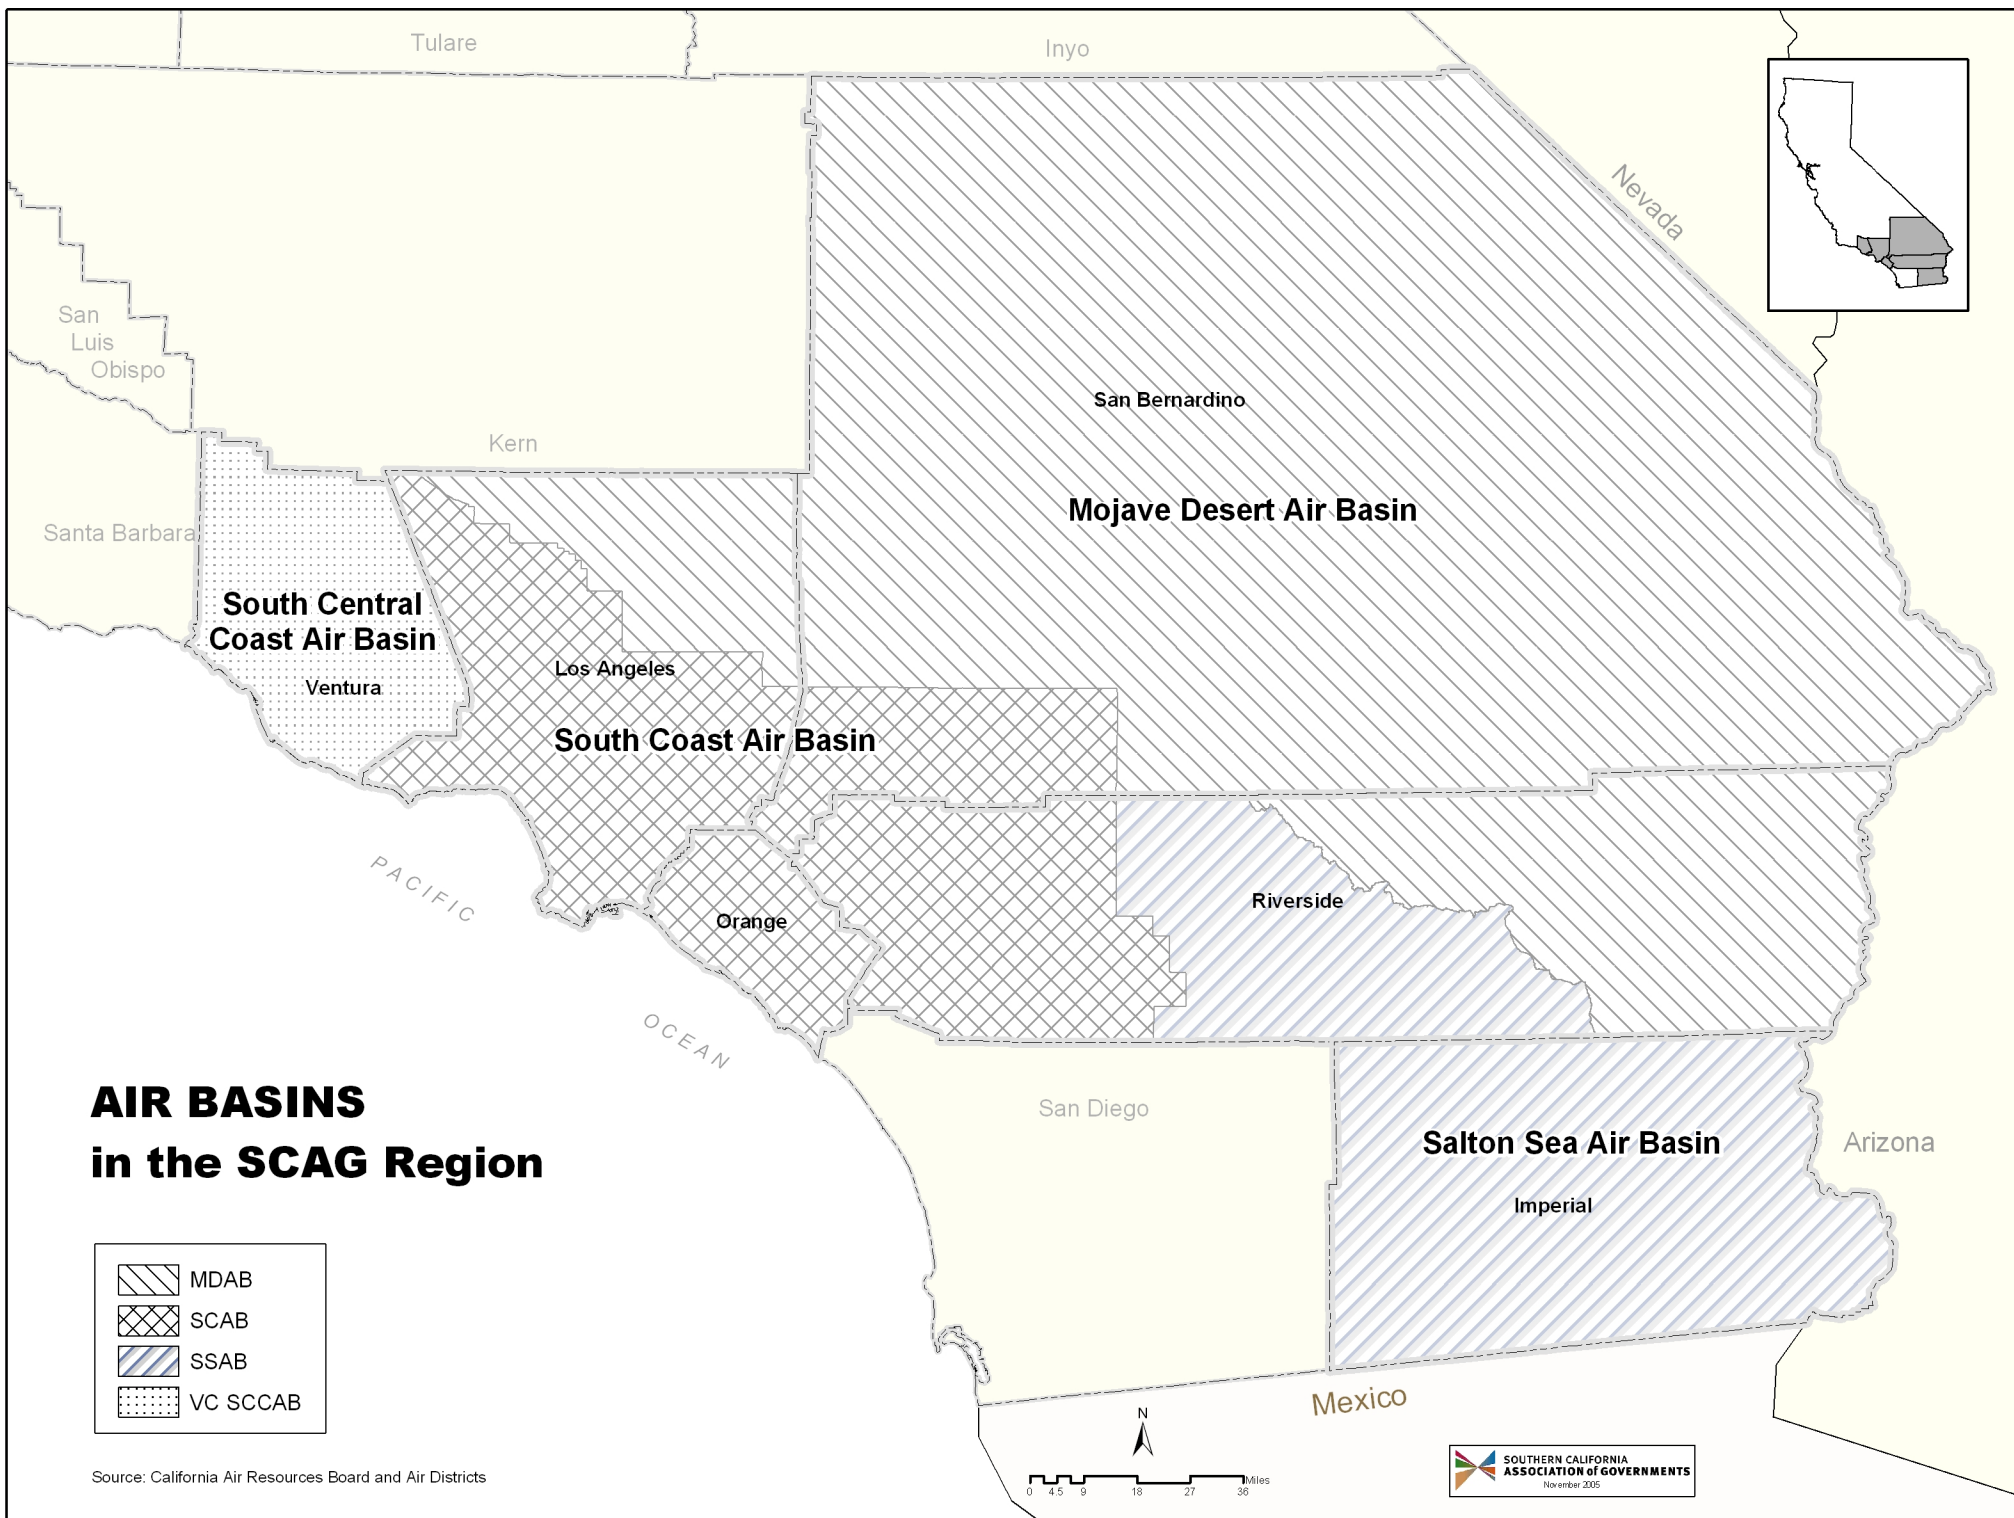 Tulare
Inyo
Nevada
San
Luis
Obispo
San Bernardino
Kern
Mojave Desert Air Basin
Santa Barbara
South Central
Coast Air Basin
Los Angeles
Ventura
South Coast Air Basin
PACIFIC
Riverside
Orange
OCEAN
AIR BASINS
in the SCAG Region
San Diego
Salton Sea Air Basin
Arizona
Imperial
MDAB
SCAB
SSAB
VC SCCAB
Mexico
N
Source: California Air Resources Board and Air Districts
Miles
0 4.5 9 18 27 36
SOUTHERN CALIFORNIA
ASSOCIATION of GOVERNMENTS
November 2005